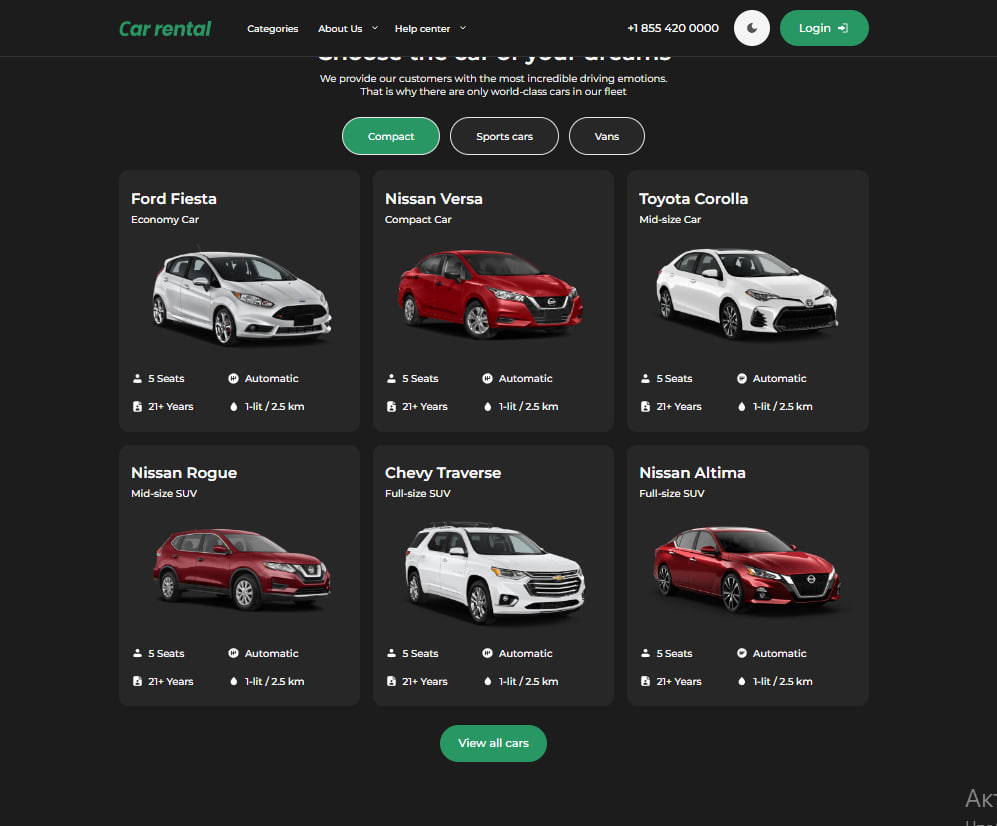 Car rental
Categories
About Us
Help center
+1 855 420 0000
Login
Choose the car of your dreams
We provide our customers with the most incredible driving emotions.
That is why there are only world-class cars in our fleet
Compact
Sports cars
Vans
Ford Fiesta
Economy Car
5 Seats
Automatic
21+ Years
1-lit / 2.5 km
Nissan Versa
Compact Car
5 Seats
Automatic
21+ Years
1-lit / 2.5 km
Toyota Corolla
Mid-size Car
5 Seats
Automatic
21+ Years
1-lit / 2.5 km
Nissan Rogue
Mid-size SUV
5 Seats
Automatic
21+ Years
1-lit / 2.5 km
Chevy Traverse
Full-size SUV
5 Seats
Automatic
21+ Years
1-lit / 2.5 km
Nissan Altima
Full-size SUV
5 Seats
Automatic
21+ Years
1-lit / 2.5 km
View all cars